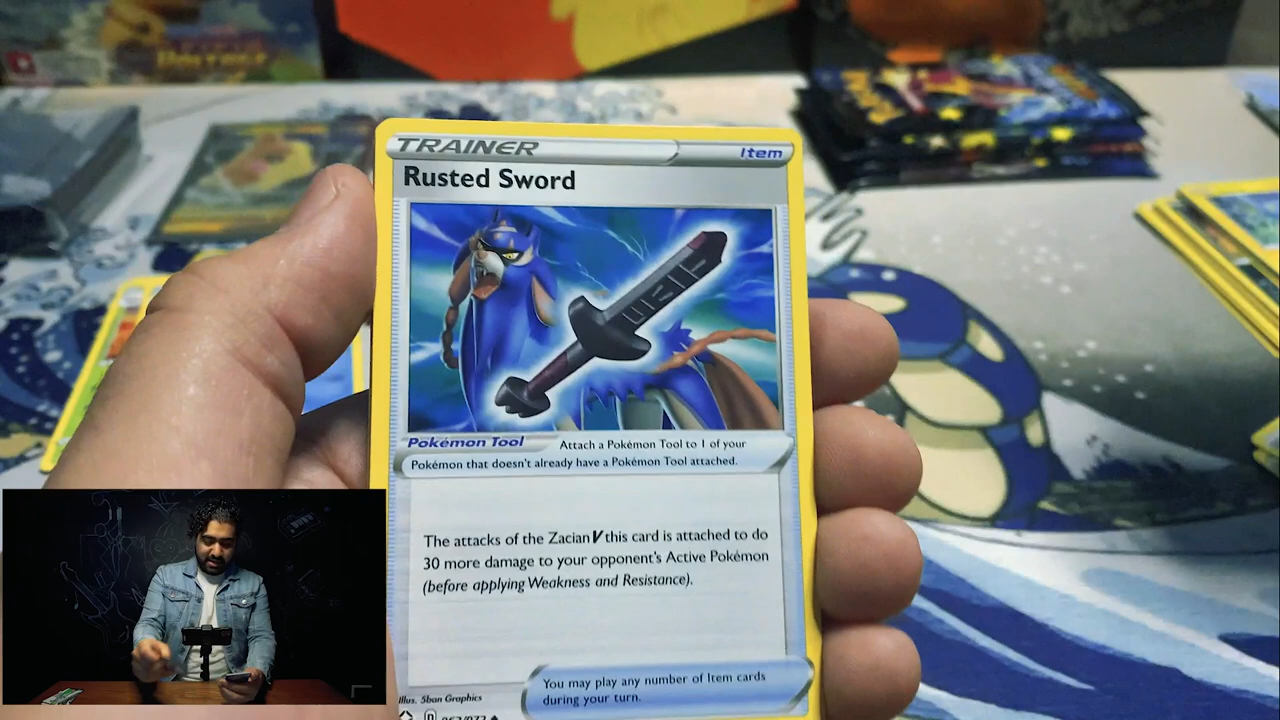 TRAINER
Item
Rusted Sword
Pokémon Tool
Attach a Pokémon Tool to 1 of your
Pokémon that doesn't already have a Pokémon Tool attached.
The attacks of the Zacian V this card is attached to do
30 more damage to your opponent's Active Pokémon
(before applying Weakness and Resistance).
You may play any number of Item cards
during your turn.
Illus. 5ban Graphics